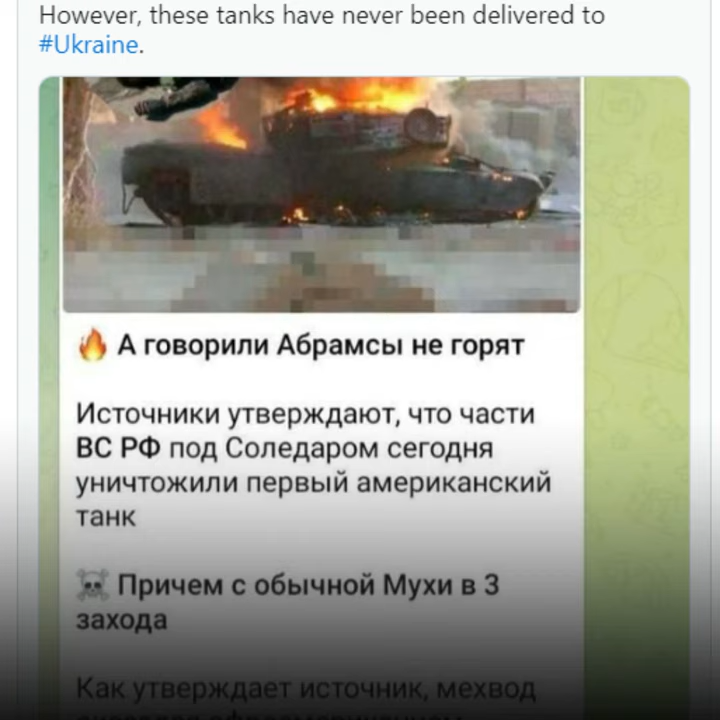 However, these tanks have never been delivered to
#Ukraine.
🔥 А говорили Абрамсы не горят
Источники утверждают, что части
ВС РФ под Соледаром сегодня
уничтожили первый американский
танк
☠️ Причем с обычной Мухи в 3
захода
Как утверждает источник, мехвод